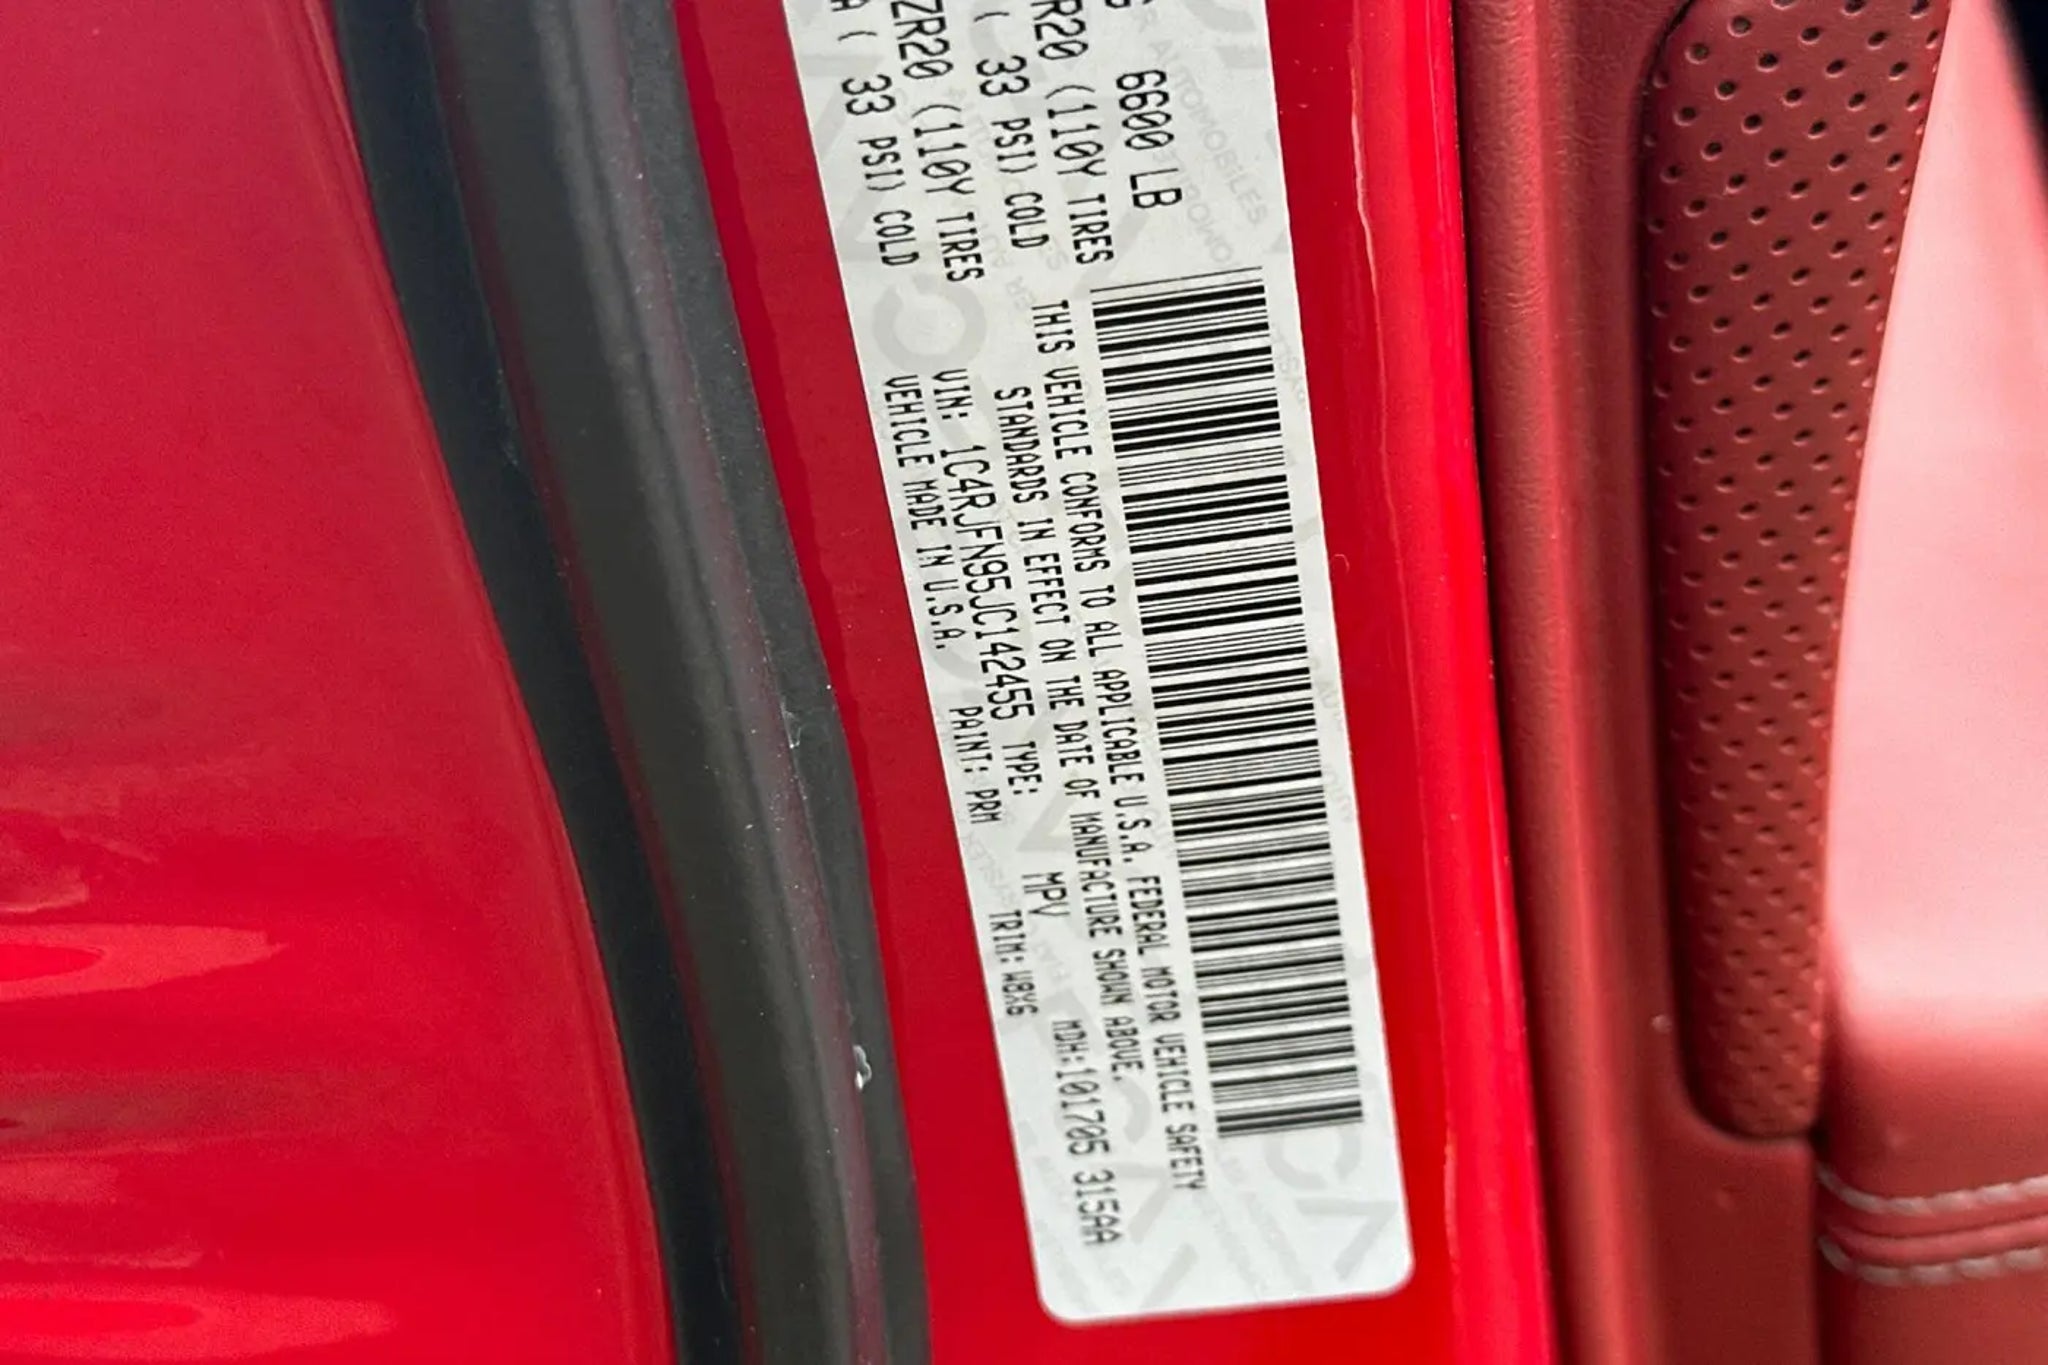 6600 LB
R20 (110Y TIRES
( 33 PSI) COLD
ZR20 (110Y TIRES
( 33 PSI) COLD
THIS VEHICLE CONFORMS TO ALL APPLICABLE U.S.A. FEDERAL MOTOR VEHICLE SAFETY
STANDARDS IN EFFECT ON THE DATE OF MANUFACTURE SHOWN ABOVE.
VIN: 1C4RJFN95JC142455 TYPE: MPV MDH:101705 315AA
VEHICLE MADE IN U.S.A. PAINT: PRM TRIM: H8X6